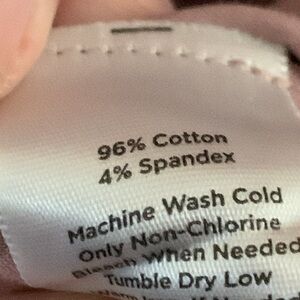 96% Cotton
4% Spandex
Machine Wash Cold
Only Non-Chlorine
Bleach When Needed
Tumble Dry Low